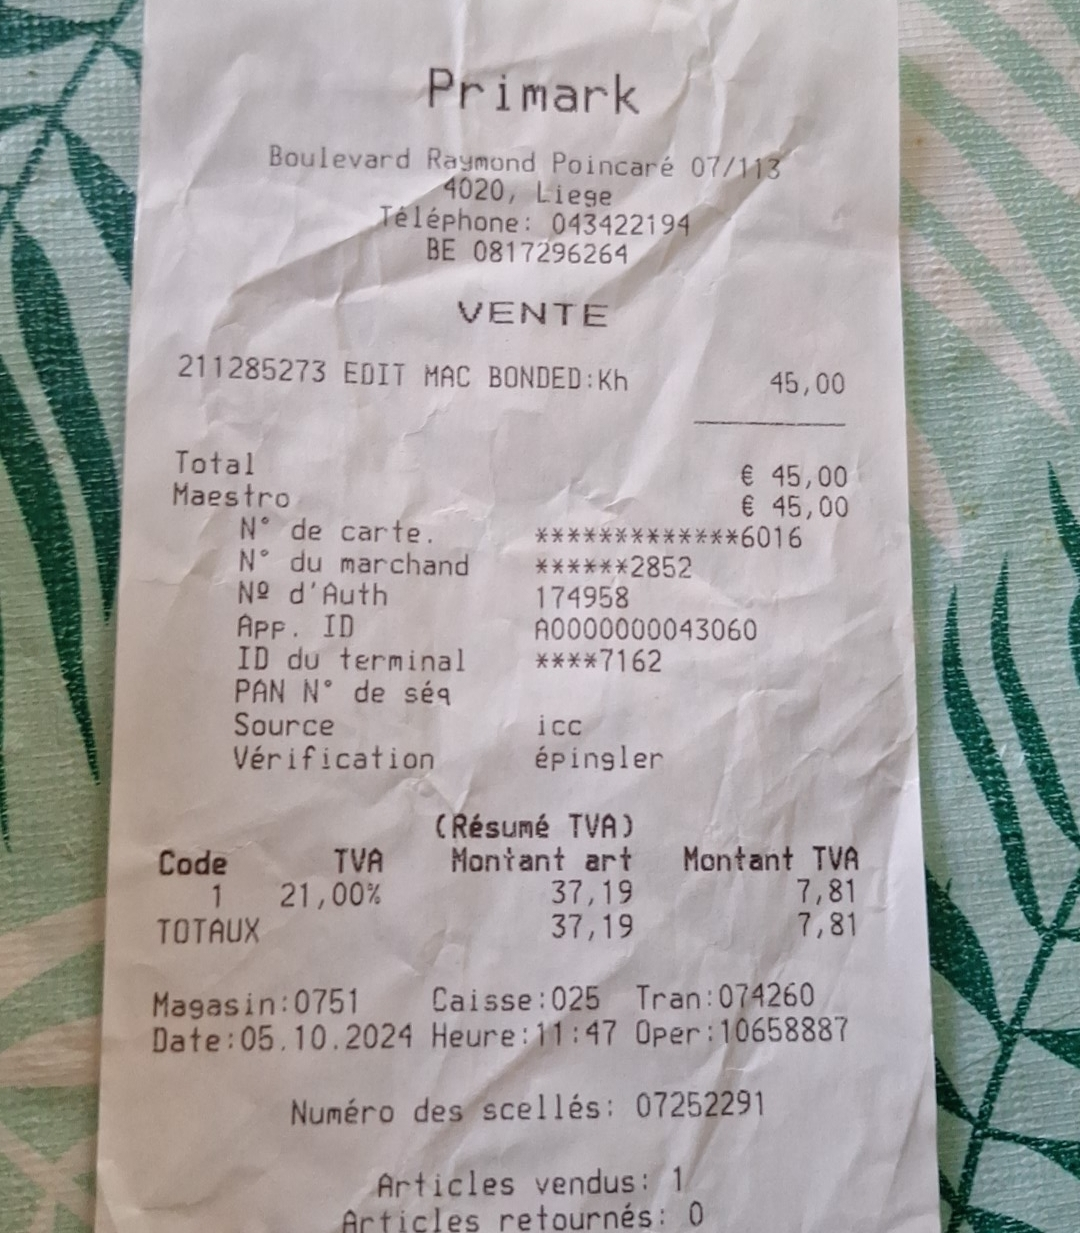 Primark
Boulevard Raymond Poincaré 07/113
4020, Liege
Téléphone: 043422194
BE 0817296264
VENTE
211285273 EDIT MAC BONDED:Kh 45,00
Total € 45,00
Maestro € 45,00
N° de carte. *************6016
N° du marchand ******2852
Nº d'Auth 174958
App. ID A0000000043060
ID du terminal ****7162
PAN N° de séq
Source icc
Vérification épingler
(Résumé TVA)
Code TVA Montant art Montant TVA
1 21,00% 37,19 7,81
TOTAUX 37,19 7,81
Magasin:0751 Caisse:025 Tran:074260
Date:05.10.2024 Heure:11:47 Oper:10658887
Numéro des scellés: 07252291
Articles vendus: 1
Articles retournés: 0